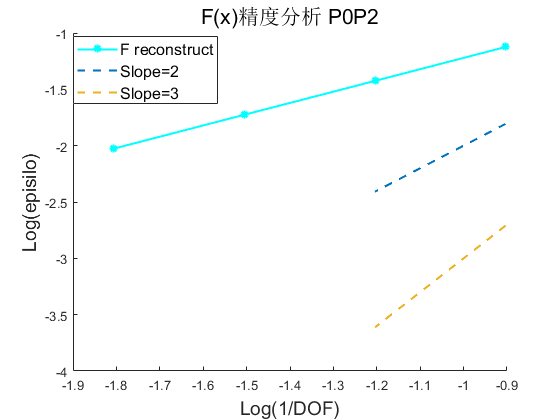 F(x)精度分析 P0P2
F reconstruct
Slope=2
Slope=3
Log(episilo)
-1
-1.5
-2
-2.5
-3
-3.5
-4
-1.9 -1.8 -1.7 -1.6 -1.5 -1.4 -1.3 -1.2 -1.1 -1 -0.9
Log(1/DOF)